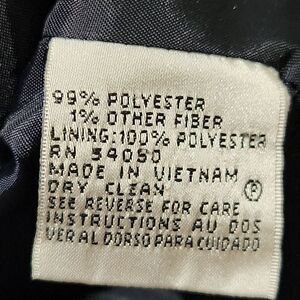 99% POLYESTER
1% OTHER FIBER
LINING:100% POLYESTER
RN 54050
MADE IN VIETNAM
DRY CLEAN Ⓟ
SEE REVERSE FOR CARE
INSTRUCTIONS AU DOS
VER AL DORSO PARA CUIDADO